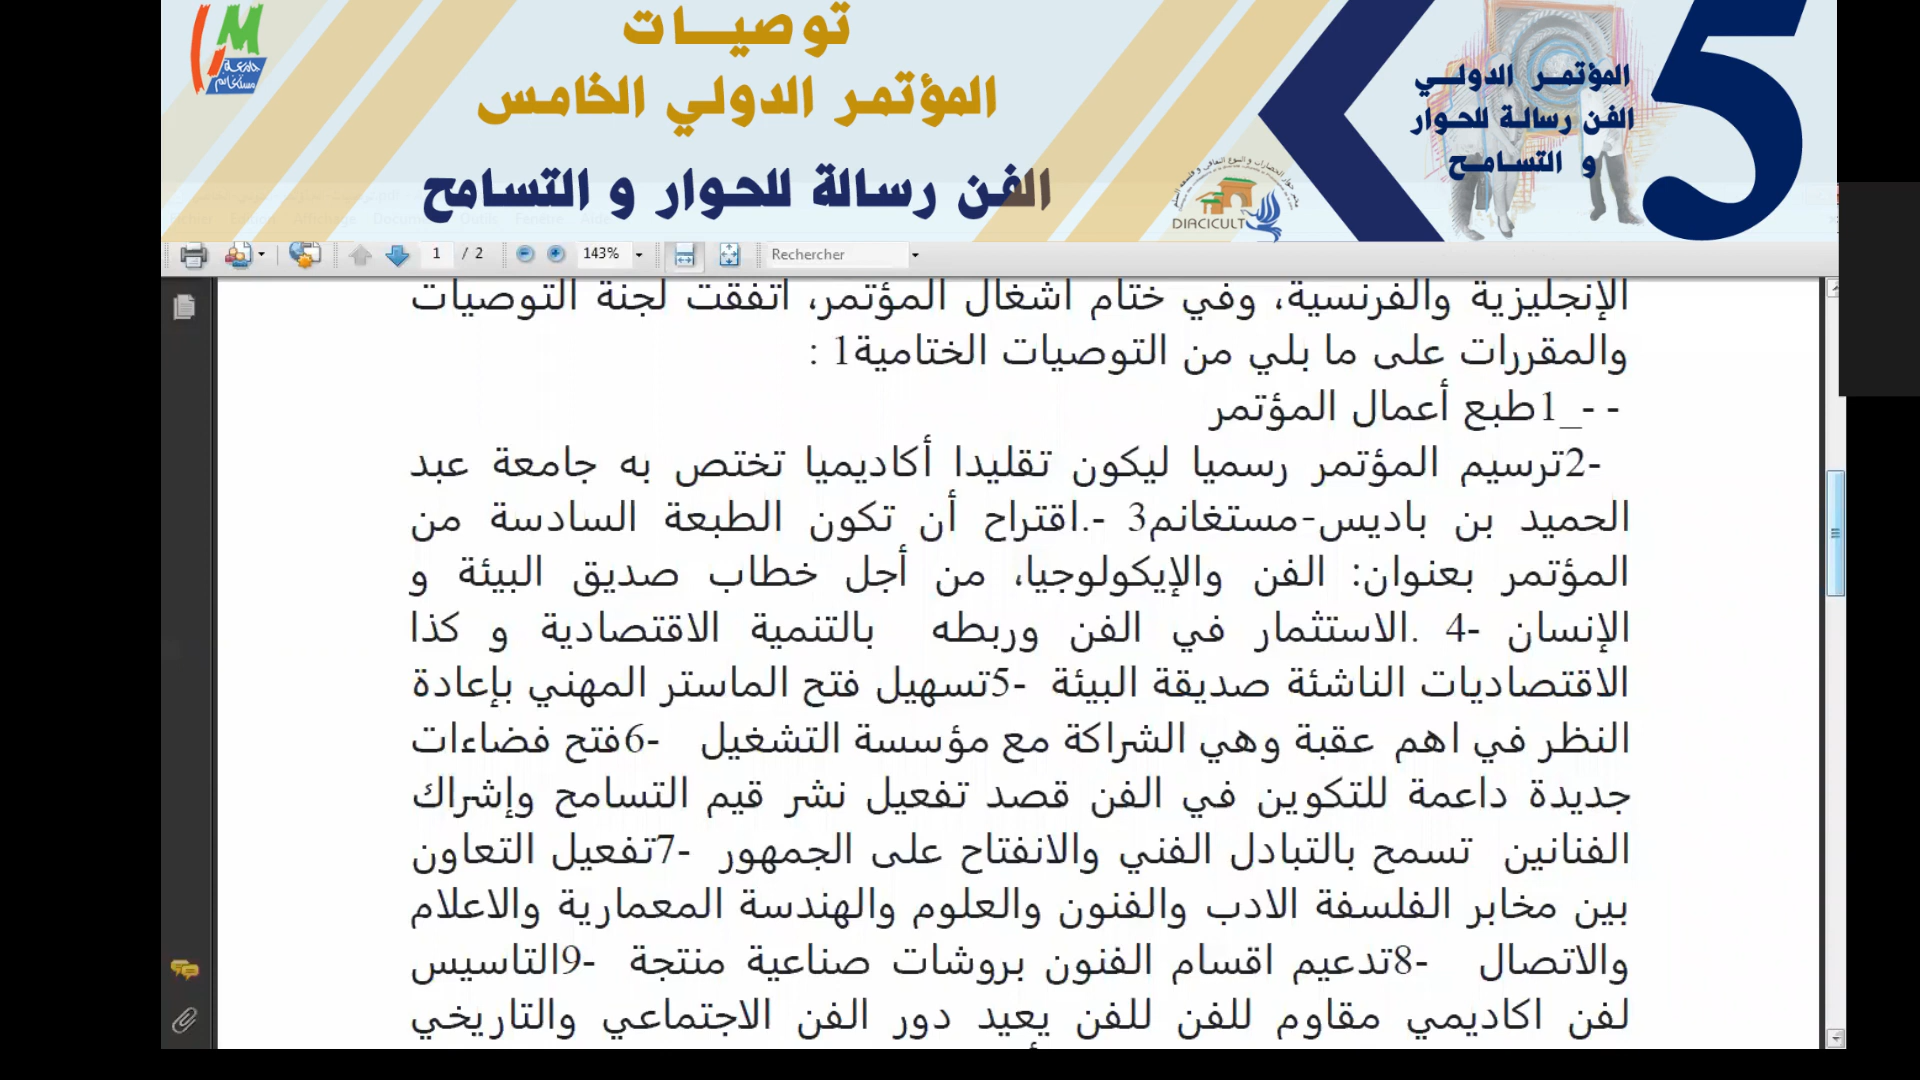 توصيات
المؤتمر الدولي الخامس
الفن رسالة للحوار و التسامح
المؤتمر الدولي
الفن رسالة للحوار
و التسامح
5
جامعة
مستغانم
DIACICULT
1 / 2
143%
Rechercher
الإنجليزية والفرنسية، وفي ختام اشغال المؤتمر، اتفقت لجنة التوصيات
والمقررات على ما بلي من التوصيات الختامية1 :
- -_1طبع أعمال المؤتمر
-2ترسيم المؤتمر رسميا ليكون تقليدا أكاديميا تختص به جامعة عبد
الحميد بن باديس-مستغانم3 -.اقتراح أن تكون الطبعة السادسة من
المؤتمر بعنوان: الفن والإيكولوجيا، من أجل خطاب صديق البيئة و
الإنسان -4 .الاستثمار في الفن وربطه بالتنمية الاقتصادية و كذا
الاقتصاديات الناشئة صديقة البيئة -5تسهيل فتح الماستر المهني بإعادة
النظر في اهم عقبة وهي الشراكة مع مؤسسة التشغيل -6فتح فضاءات
جديدة داعمة للتكوين في الفن قصد تفعيل نشر قيم التسامح وإشراك
الفنانين تسمح بالتبادل الفني والانفتاح على الجمهور -7تفعيل التعاون
بين مخابر الفلسفة الادب والفنون والعلوم والهندسة المعمارية والاعلام
والاتصال -8تدعيم اقسام الفنون بروشات صناعية منتجة -9التاسيس
لفن اكاديمي مقاوم للفن للفن يعيد دور الفن الاجتماعي والتاريخي